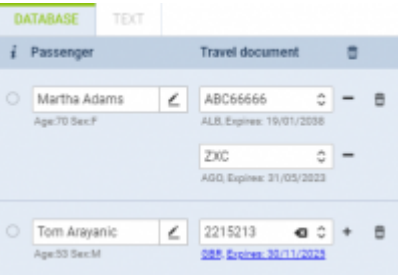 DATABASE TEXT
i Passenger Travel document
Martha Adams ABC66666
Age:70 Sex:F ALB, Expires: 19/01/2038
ZXC
AGO, Expires: 31/05/2023
Tom Arayanic 2215213
Age:53 Sex:M GBR, Expires: 30/11/2025